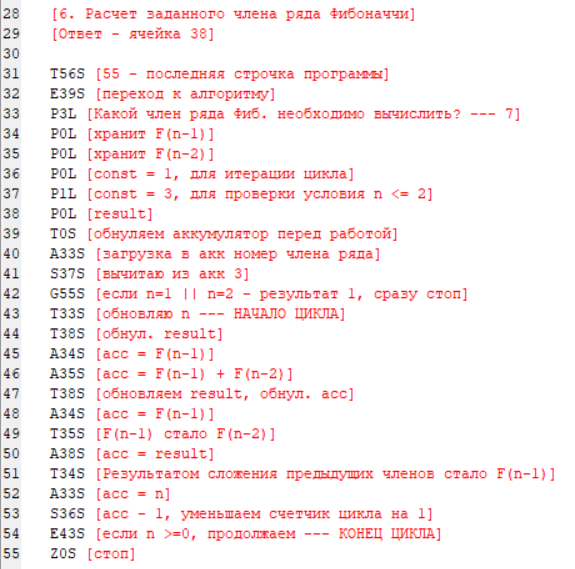 28 [6. Расчет заданного члена ряда Фибоначчи]
29 [Ответ - ячейка 38]
30
31 T56S [55 - последняя строчка программы]
32 E39S [переход к алгоритму]
33 P3L [Какой член ряда Фиб. необходимо вычислить? --- 7]
34 P0L [хранит F(n-1)]
35 P0L [хранит F(n-2)]
36 P0L [const = 1, для итерации цикла]
37 P1L [const = 3, для проверки условия n <= 2]
38 P0L [result]
39 T0S [обнуляем аккумулятор перед работой]
40 A33S [загрузка в акк номер члена ряда]
41 S37S [вычитаю из акк 3]
42 G55S [если n=1 || n=2 - результат 1, сразу стоп]
43 T33S [обновляю n --- НАЧАЛО ЦИКЛА]
44 T38S [обнул. result]
45 A34S [acc = F(n-1)]
46 A35S [acc = F(n-1) + F(n-2)]
47 T38S [обновляем result, обнул. acc]
48 A34S [acc = F(n-1)]
49 T35S [F(n-1) стало F(n-2)]
50 A38S [acc = result]
51 T34S [Результатом сложения предыдущих членов стало F(n-1)]
52 A33S [acc = n]
53 S36S [acc - 1, уменьшаем счетчик цикла на 1]
54 E43S [если n >=0, продолжаем --- КОНЕЦ ЦИКЛА]
55 Z0S [стоп]